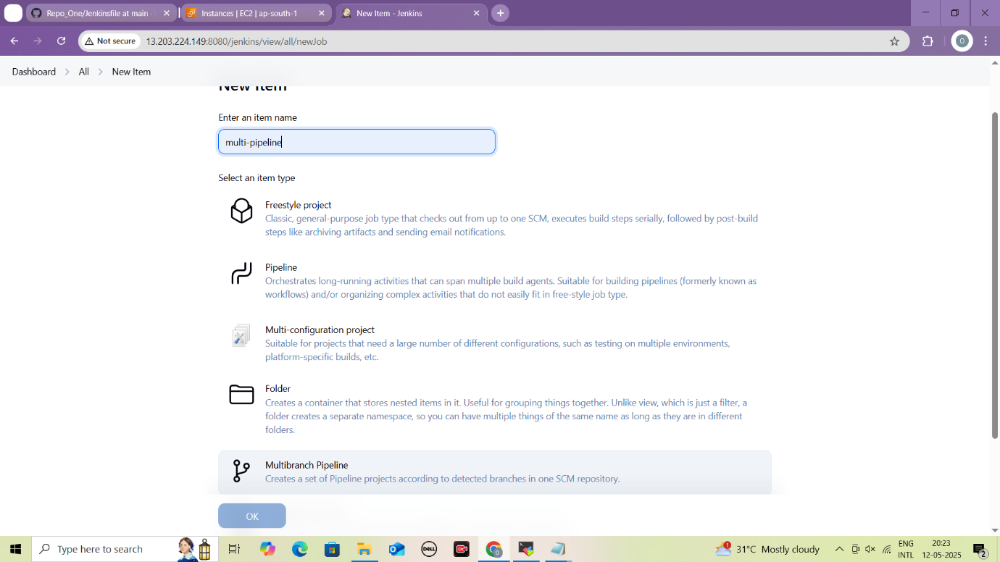 Repo_One/Jenkinsfile at main
Instances | EC2 | ap-south-1
New Item - Jenkins
Not secure
13.203.224.149:8080/jenkins/view/all/newJob
O
Dashboard
All
New Item
New Item
Enter an item name
multi-pipeline
Select an item type
Freestyle project
Classic, general-purpose job type that checks out from up to one SCM, executes build steps serially, followed by post-build
steps like archiving artifacts and sending email notifications.
Pipeline
Orchestrates long-running activities that can span multiple build agents. Suitable for building pipelines (formerly known as
workflows) and/or organizing complex activities that do not easily fit in free-style job type.
Multi-configuration project
Suitable for projects that need a large number of different configurations, such as testing on multiple environments,
platform-specific builds, etc.
Folder
Creates a container that stores nested items in it. Useful for grouping things together. Unlike view, which is just a filter, a
folder creates a separate namespace, so you can have multiple things of the same name as long as they are in different
folders.
Multibranch Pipeline
Creates a set of Pipeline projects according to detected branches in one SCM repository.
OK
Type here to search
DELL
1
31°C Mostly cloudy
ENG
INTL
20:23
12-05-2025
2